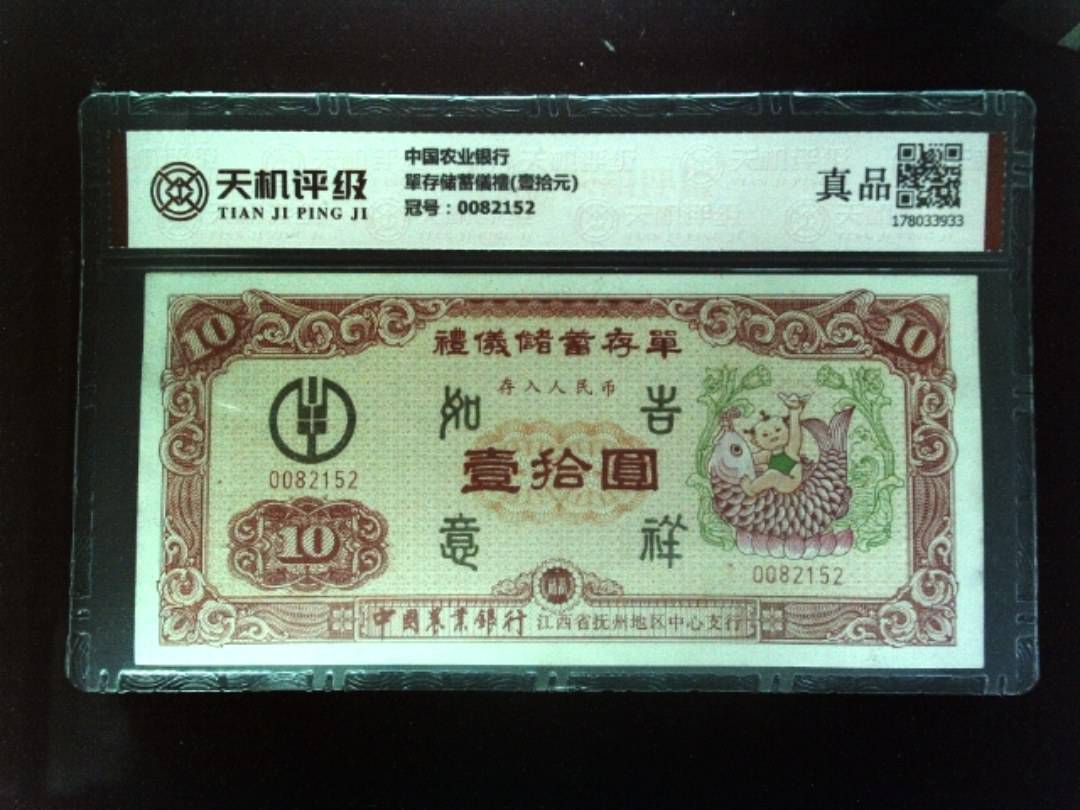 天机评级
TIAN JI PING JI
中国农业银行
單存储蓄儀禮(壹拾元)
冠号：0082152
真品
178033933
10
10
禮儀儲蓄存單
存入人民币
如
吉
0082152
壹拾圓
10
意
祥
0082152
中國農業銀行 江西省抚州地区中心支行